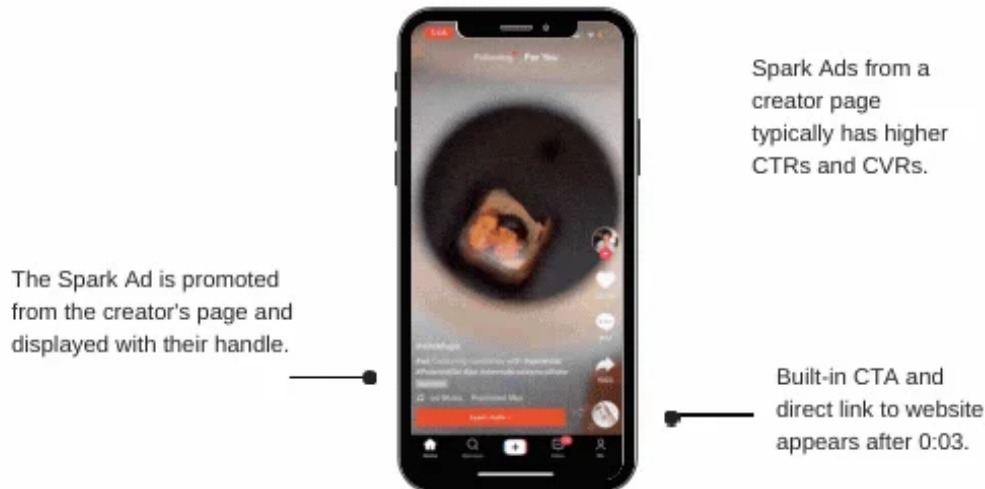 Following For You
Spark Ads from a
creator page
typically has higher
CTRs and CVRs.
The Spark Ad is promoted
from the creator's page and
displayed with their handle.
Learn more ›
Built-in CTA and
direct link to website
appears after 0:03.